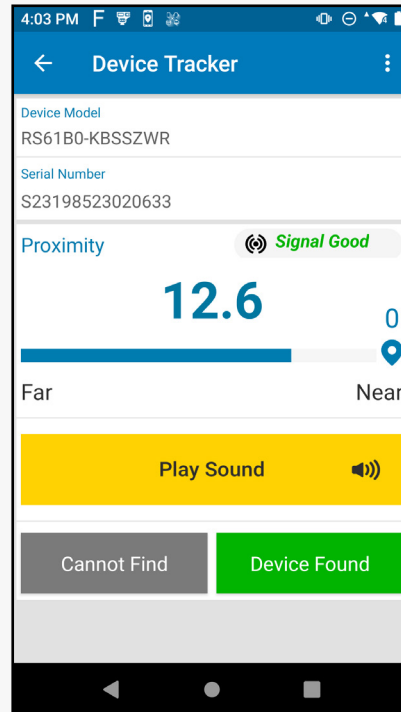 4:03 PM F
Device Tracker
Device Model
RS61B0-KBSSZWR
Serial Number
S23198523020633
Proximity
Signal Good
12.6
0
Far
Near
Play Sound
Cannot Find
Device Found